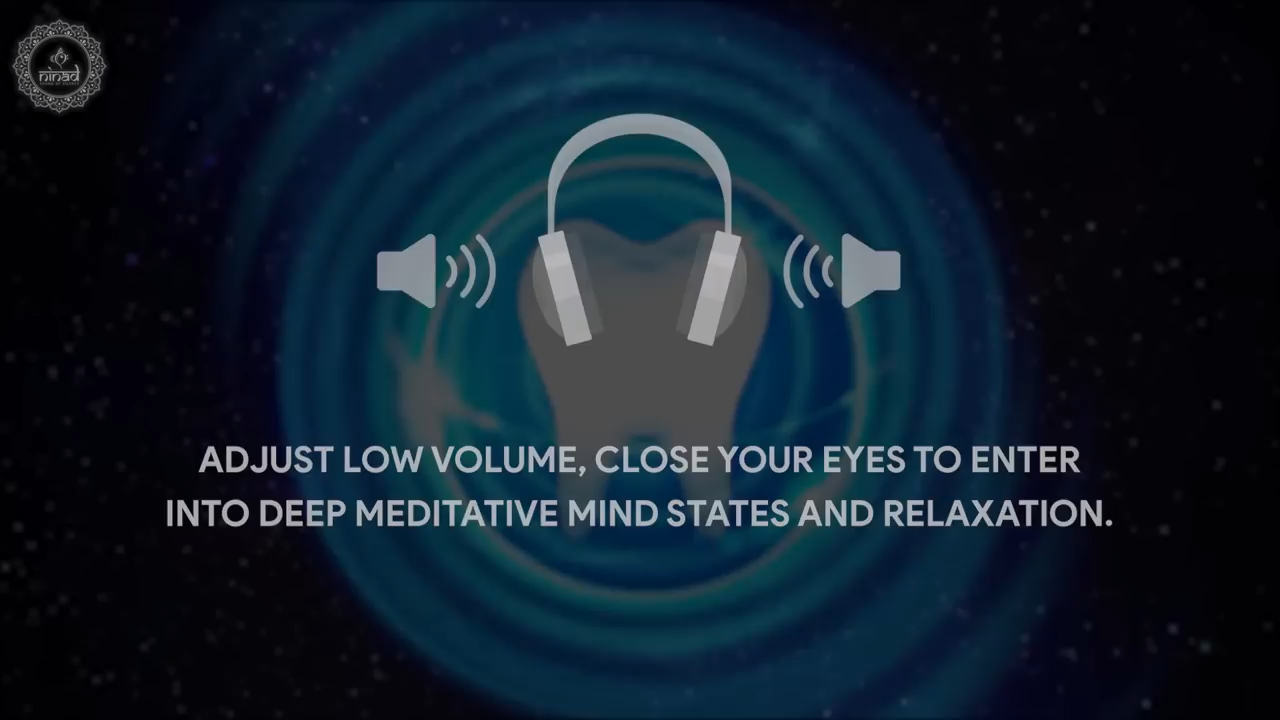 ninad
ADJUST LOW VOLUME, CLOSE YOUR EYES TO ENTER
INTO DEEP MEDITATIVE MIND STATES AND RELAXATION.